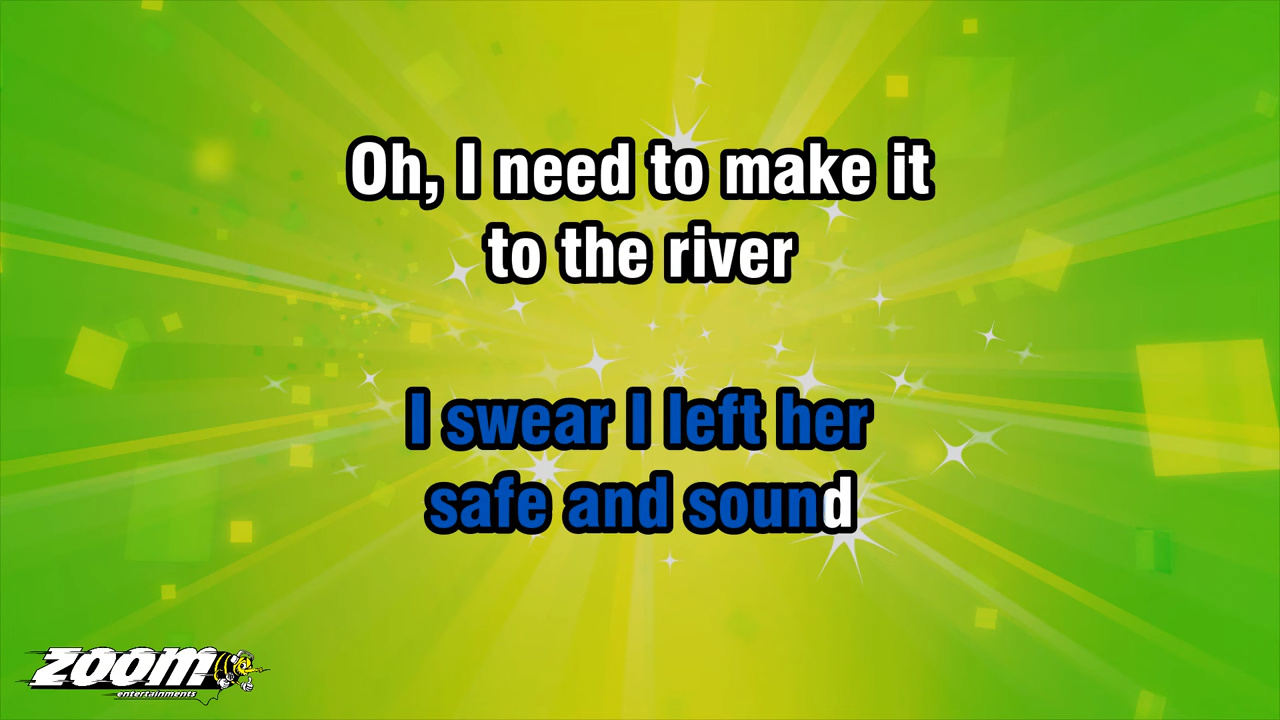 Oh, I need to make it
to the river
I swear I left her
safe and sound
zoom
entertainments